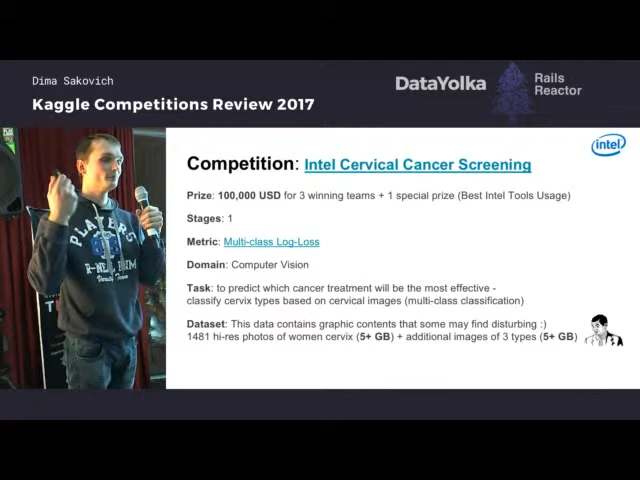 Dima Sakovich
Kaggle Competitions Review 2017
DataYolka
Rails
Reactor
intel
Competition: Intel Cervical Cancer Screening
Prize: 100,000 USD for 3 winning teams + 1 special prize (Best Intel Tools Usage)
Stages: 1
Metric: Multi-class Log-Loss
Domain: Computer Vision
Task: to predict which cancer treatment will be the most effective -
classify cervix types based on cervical images (multi-class classification)
Dataset: This data contains graphic contents that some may find disturbing :)
1481 hi-res photos of women cervix (5+ GB) + additional images of 3 types (5+ GB)
PLAYERS